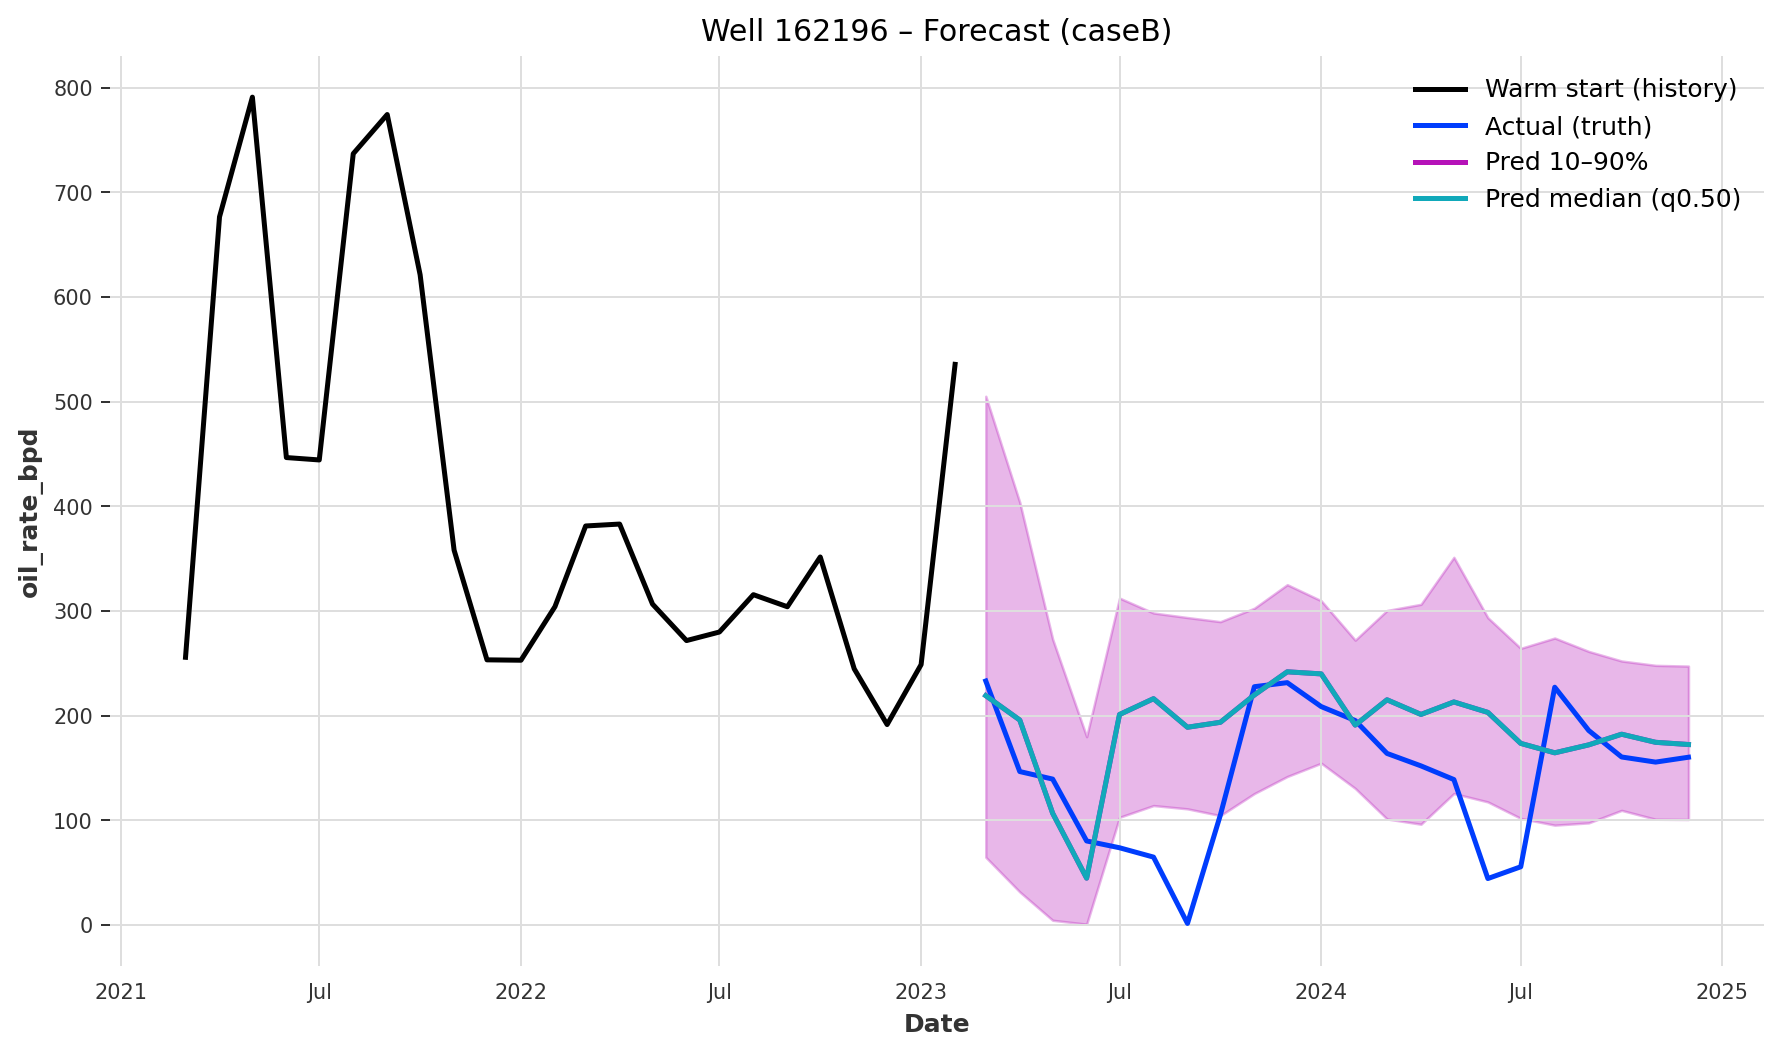 Well 162196 – Forecast (caseB)
Warm start (history)
Actual (truth)
Pred 10–90%
Pred median (q0.50)
oil_rate_bpd
800
700
600
500
400
300
200
100
0
2021
Jul
2022
Jul
2023
Jul
2024
Jul
2025
Date